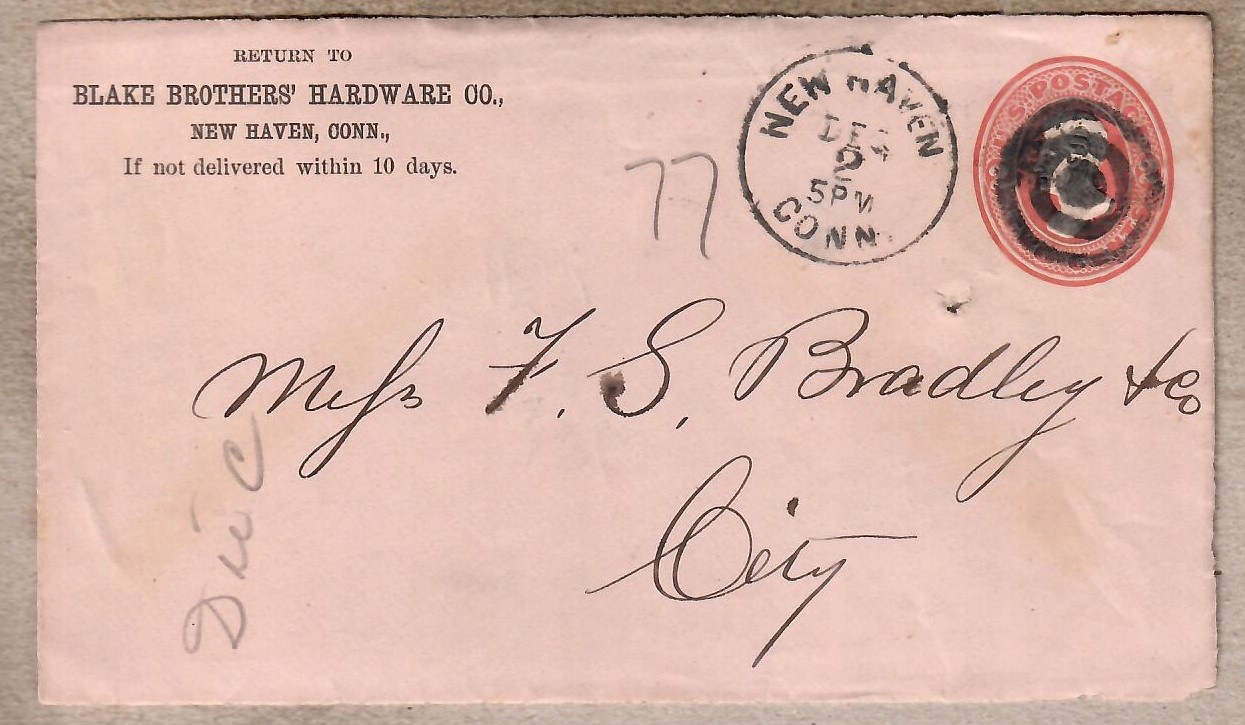 RETURN TO
BLAKE BROTHERS' HARDWARE CO.,
NEW HAVEN, CONN.,
If not delivered within 10 days.
77
NEW HAVEN
DEC
2
5PM
CONN.
U.S. POSTAGE
Mess F. S. Bradley & Co
City